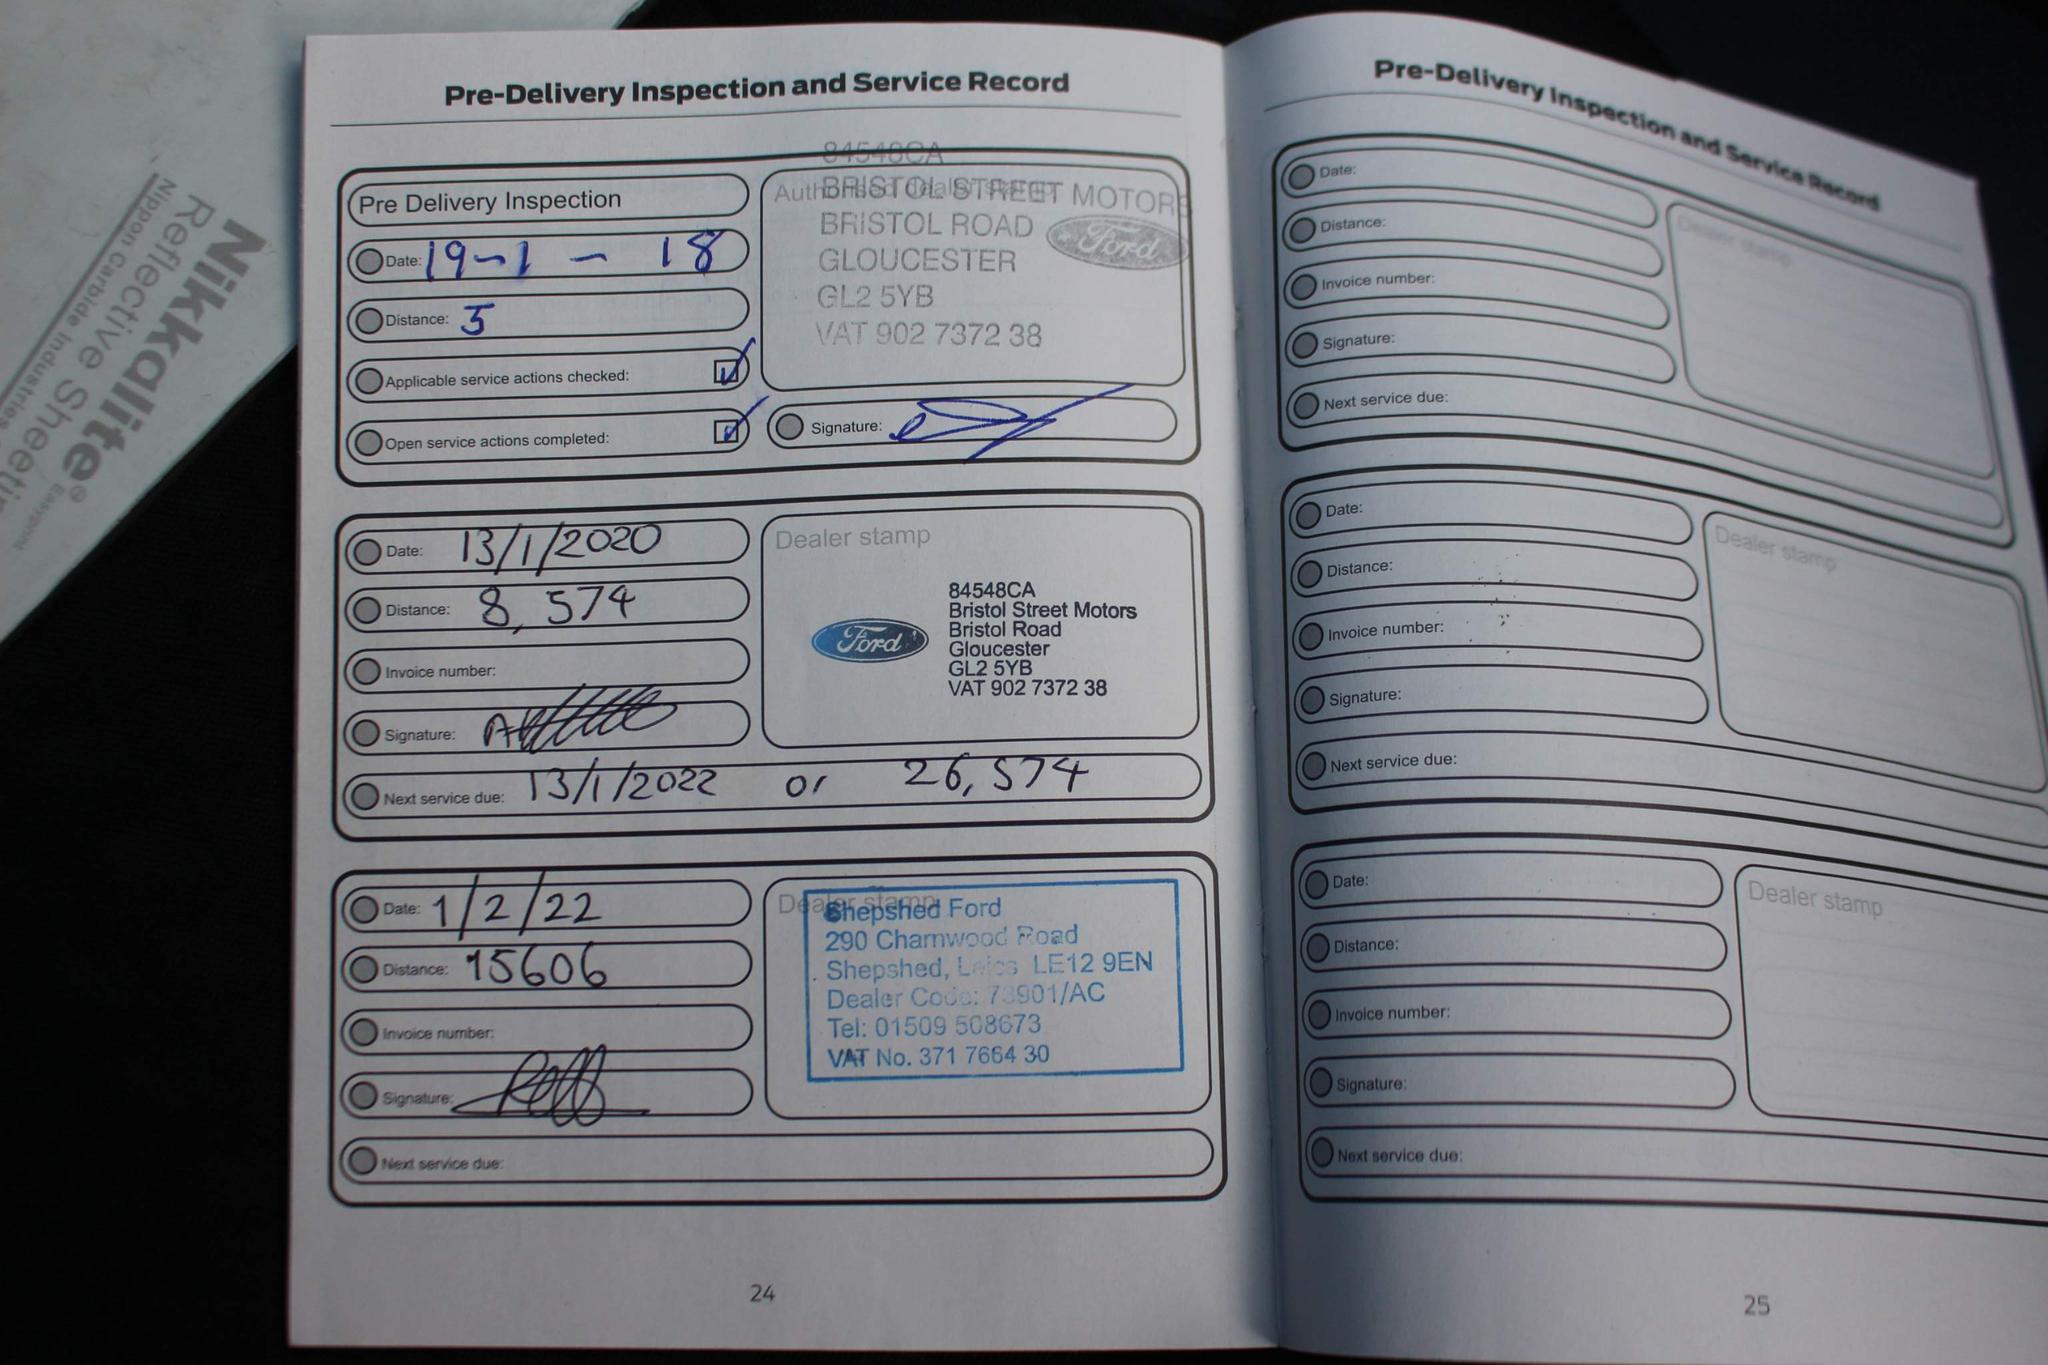 Nikkalite®
Reflective Sheeting
Nippon Carbide Industries
Pre-Delivery Inspection and Service Record
Pre Delivery Inspection
Date: 19-1-18
Distance: 5
Applicable service actions checked:
Open service actions completed:
Authorised dealer stamp
84548CA
BRISTOL STREET MOTORS
BRISTOL ROAD
GLOUCESTER
GL2 5YB
VAT 902 7372 38
Ford
Signature:
Date: 13/1/2020
Distance: 8,574
Invoice number:
Signature:
Next service due: 13/1/2022 or 26,574
Dealer stamp
Ford
84548CA
Bristol Street Motors
Bristol Road
Gloucester
GL2 5YB
VAT 902 7372 38
Date: 1/2/22
Distance: 15606
Invoice number:
Signature:
Next service due:
Dealer stamp
Shepshed Ford
290 Charnwood Road
Shepshed, Leics LE12 9EN
Dealer Code: 73901/AC
Tel: 01509 508673
VAT No. 371 7664 30
24
Pre-Delivery Inspection and Service Record
Date:
Distance:
Invoice number:
Signature:
Next service due:
Dealer stamp
Date:
Distance:
Invoice number:
Signature:
Next service due:
Dealer stamp
Date:
Distance:
Invoice number:
Signature:
Next service due:
Dealer stamp
25